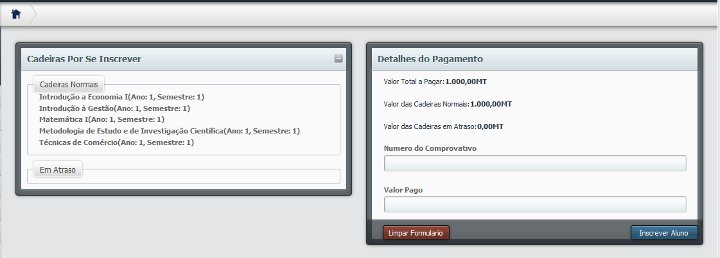 Cadeiras Por Se Inscrever
Cadeiras Normais
Introdução a Economia I(Ano: 1, Semestre: 1)
Introdução à Gestão(Ano: 1, Semestre: 1)
Matemática I(Ano: 1, Semestre: 1)
Metodologia de Estudo e de Investigação Científica(Ano: 1, Semestre: 1)
Técnicas de Comércio(Ano: 1, Semestre: 1)
Em Atraso
Detalhes do Pagamento
Valor Total a Pagar:1.000,00MT
Valor das Cadeiras Normais:1.000,00MT
Valor das Cadeiras em Atraso:0,00MT
Numero do Comprovativo
Valor Pago
Limpar Formulario
Inscrever Aluno